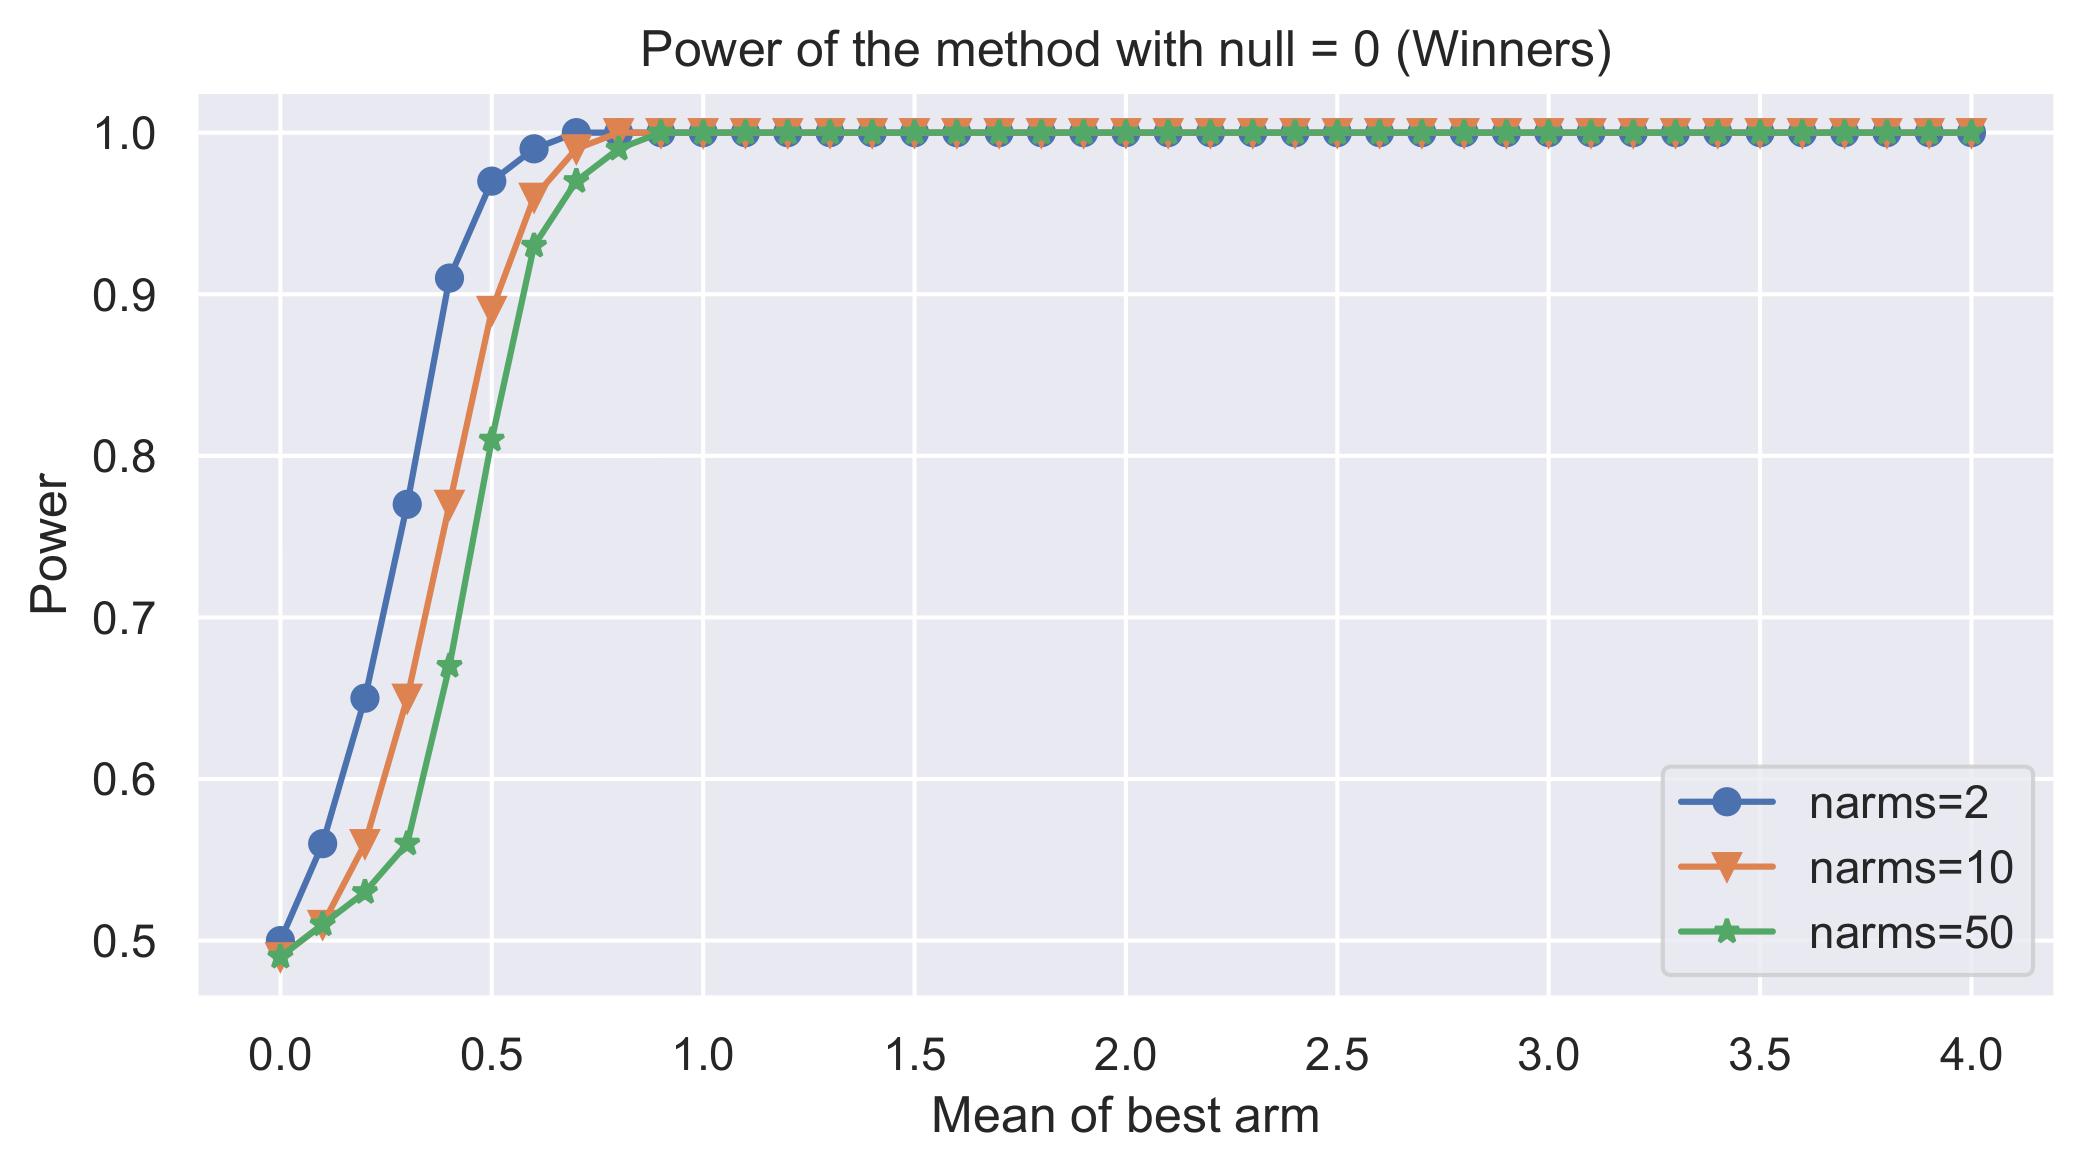 Power of the method with null = 0 (Winners)
Power
1.0
0.9
0.8
0.7
0.6
0.5
narms=2
narms=10
narms=50
0.0 0.5 1.0 1.5 2.0 2.5 3.0 3.5 4.0
Mean of best arm